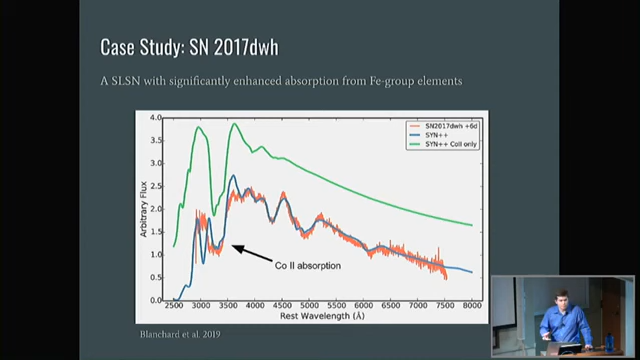 Case Study: SN 2017dwh
A SLSN with significantly enhanced absorption from Fe-group elements
4.0
3.5
3.0
2.5
2.0
1.5
1.0
0.5
0.0
Arbitrary Flux
SN2017dwh +6d
SYN++
SYN++ CoII only
Co II absorption
2500 3000 3500 4000 4500 5000 5500 6000 6500 7000 7500 8000
Rest Wavelength (Å)
Blanchard et al. 2019